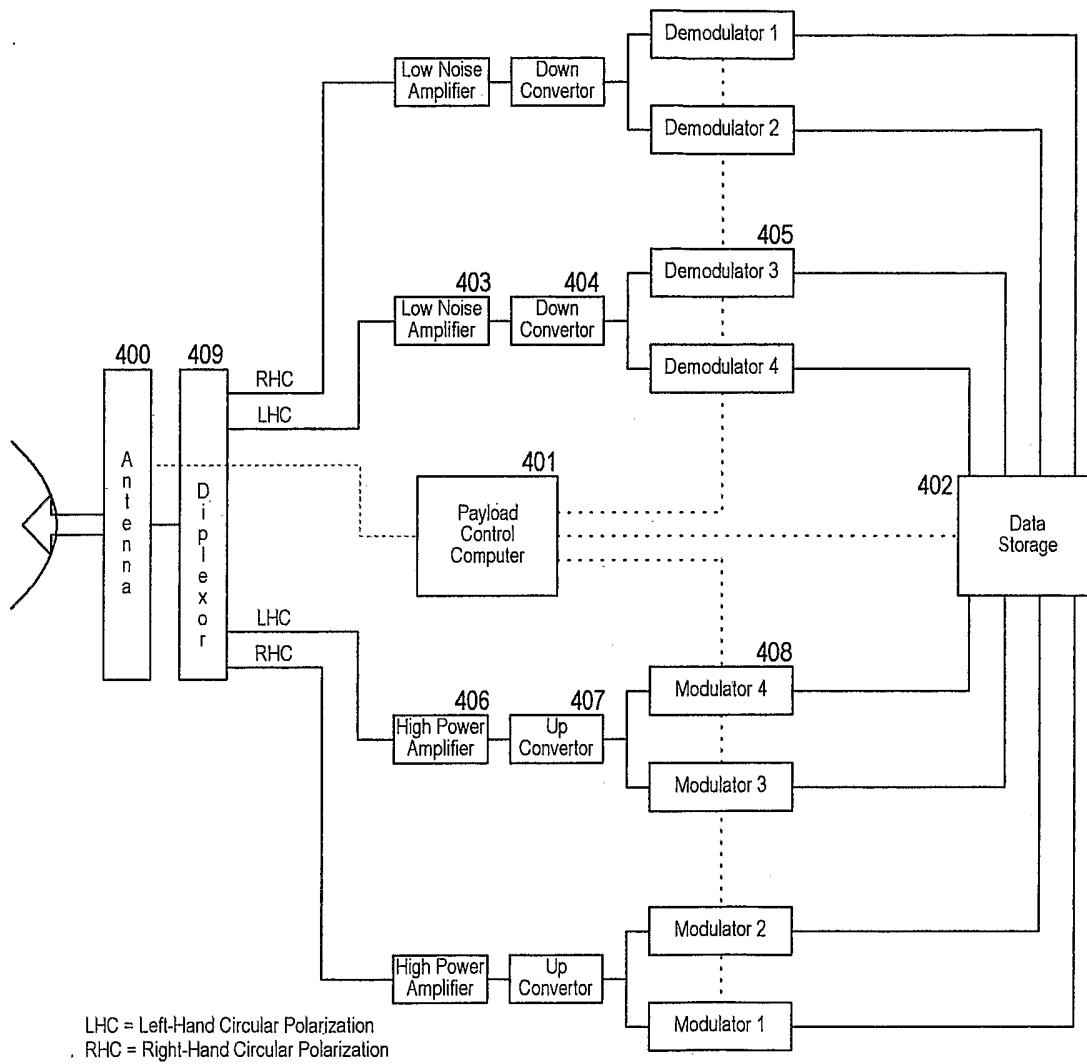 Demodulator 1
Low Noise
Amplifier
Down
Convertor
Demodulator 2
405
Demodulator 3
403
404
Low Noise
Amplifier
Down
Convertor
Demodulator 4
400
409
RHC
LHC
Antenna
Diplexor
401
Payload
Control
Computer
402
Data
Storage
LHC
RHC
408
Modulator 4
406
407
High Power
Amplifier
Up
Convertor
Modulator 3
Modulator 2
High Power
Amplifier
Up
Convertor
Modulator 1
LHC = Left-Hand Circular Polarization
RHC = Right-Hand Circular Polarization